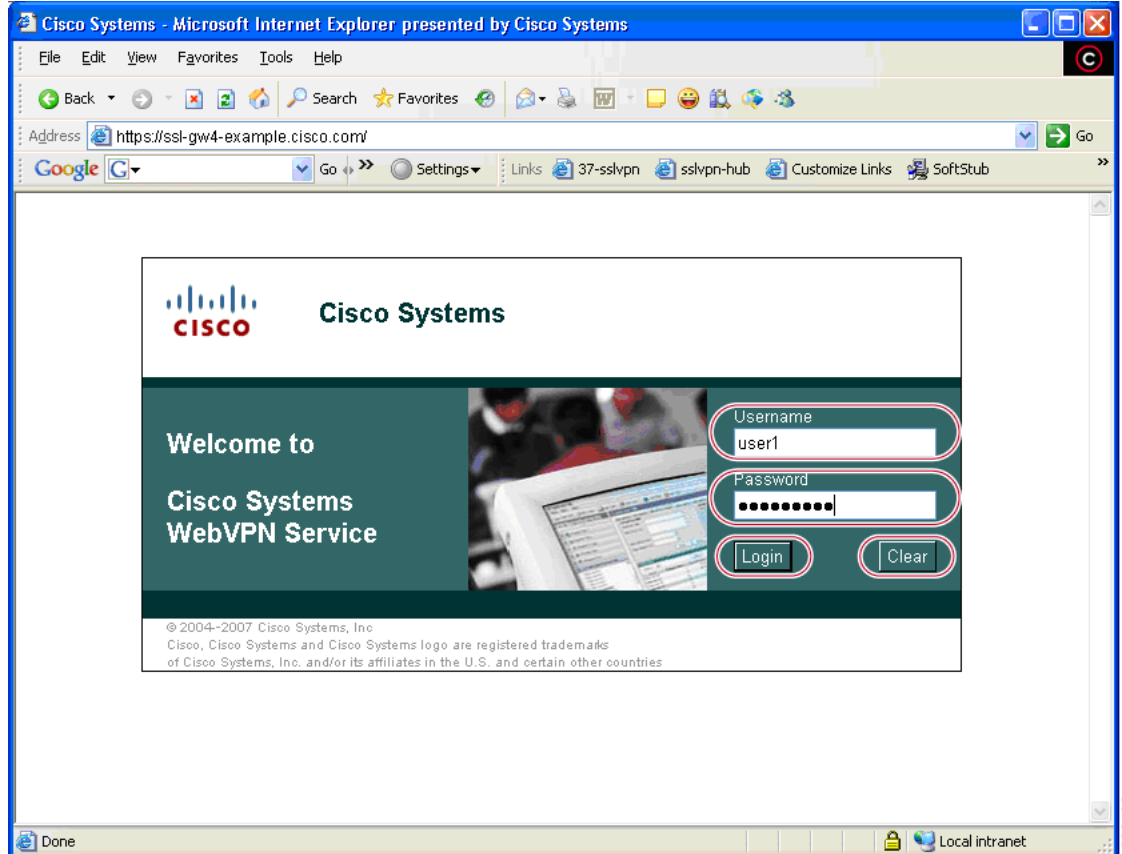 Cisco Systems - Microsoft Internet Explorer presented by Cisco Systems
File Edit View Favorites Tools Help
Back Search Favorites
Address https://ssl-gw4-example.cisco.com/ Go
Google G Go Settings Links 37-sslvpn sslvpn-hub Customize Links SoftStub
CISCO Cisco Systems
Username
user1
Welcome to
Password
•••••••••
Cisco Systems
WebVPN Service
Login Clear
© 2004--2007 Cisco Systems, Inc
Cisco, Cisco Systems and Cisco Systems logo are registered trademarks
of Cisco Systems, Inc. and/or its affiliates in the U.S. and certain other countries
Done Local intranet